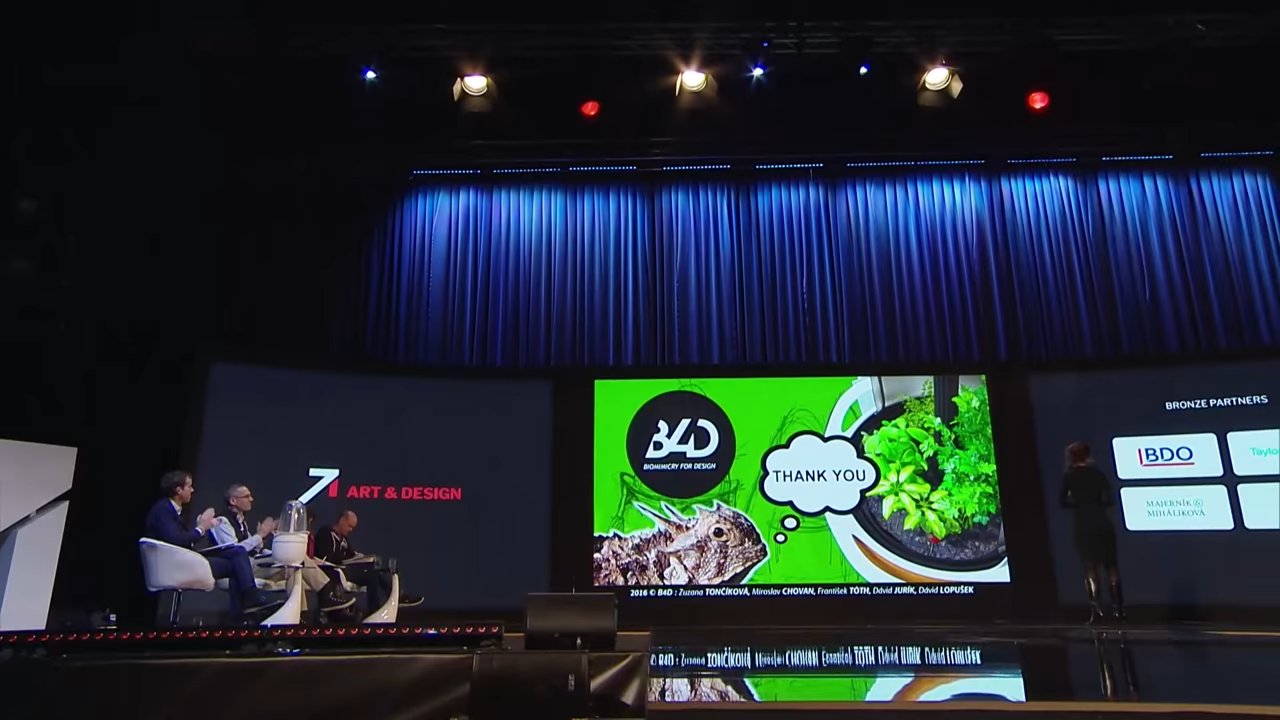 ART & DESIGN
B4D
BIOMIMICRY FOR DESIGN
THANK YOU
2016 © B4D : Zuzana TONČÍKOVÁ, Miroslav CHOVAN, František TÓTH, Dávid JURÍK, Dávid LOPUŠEK
BRONZE PARTNERS
BDO
Taylo
MAJERNÍK &
MIHÁLIKOVÁ